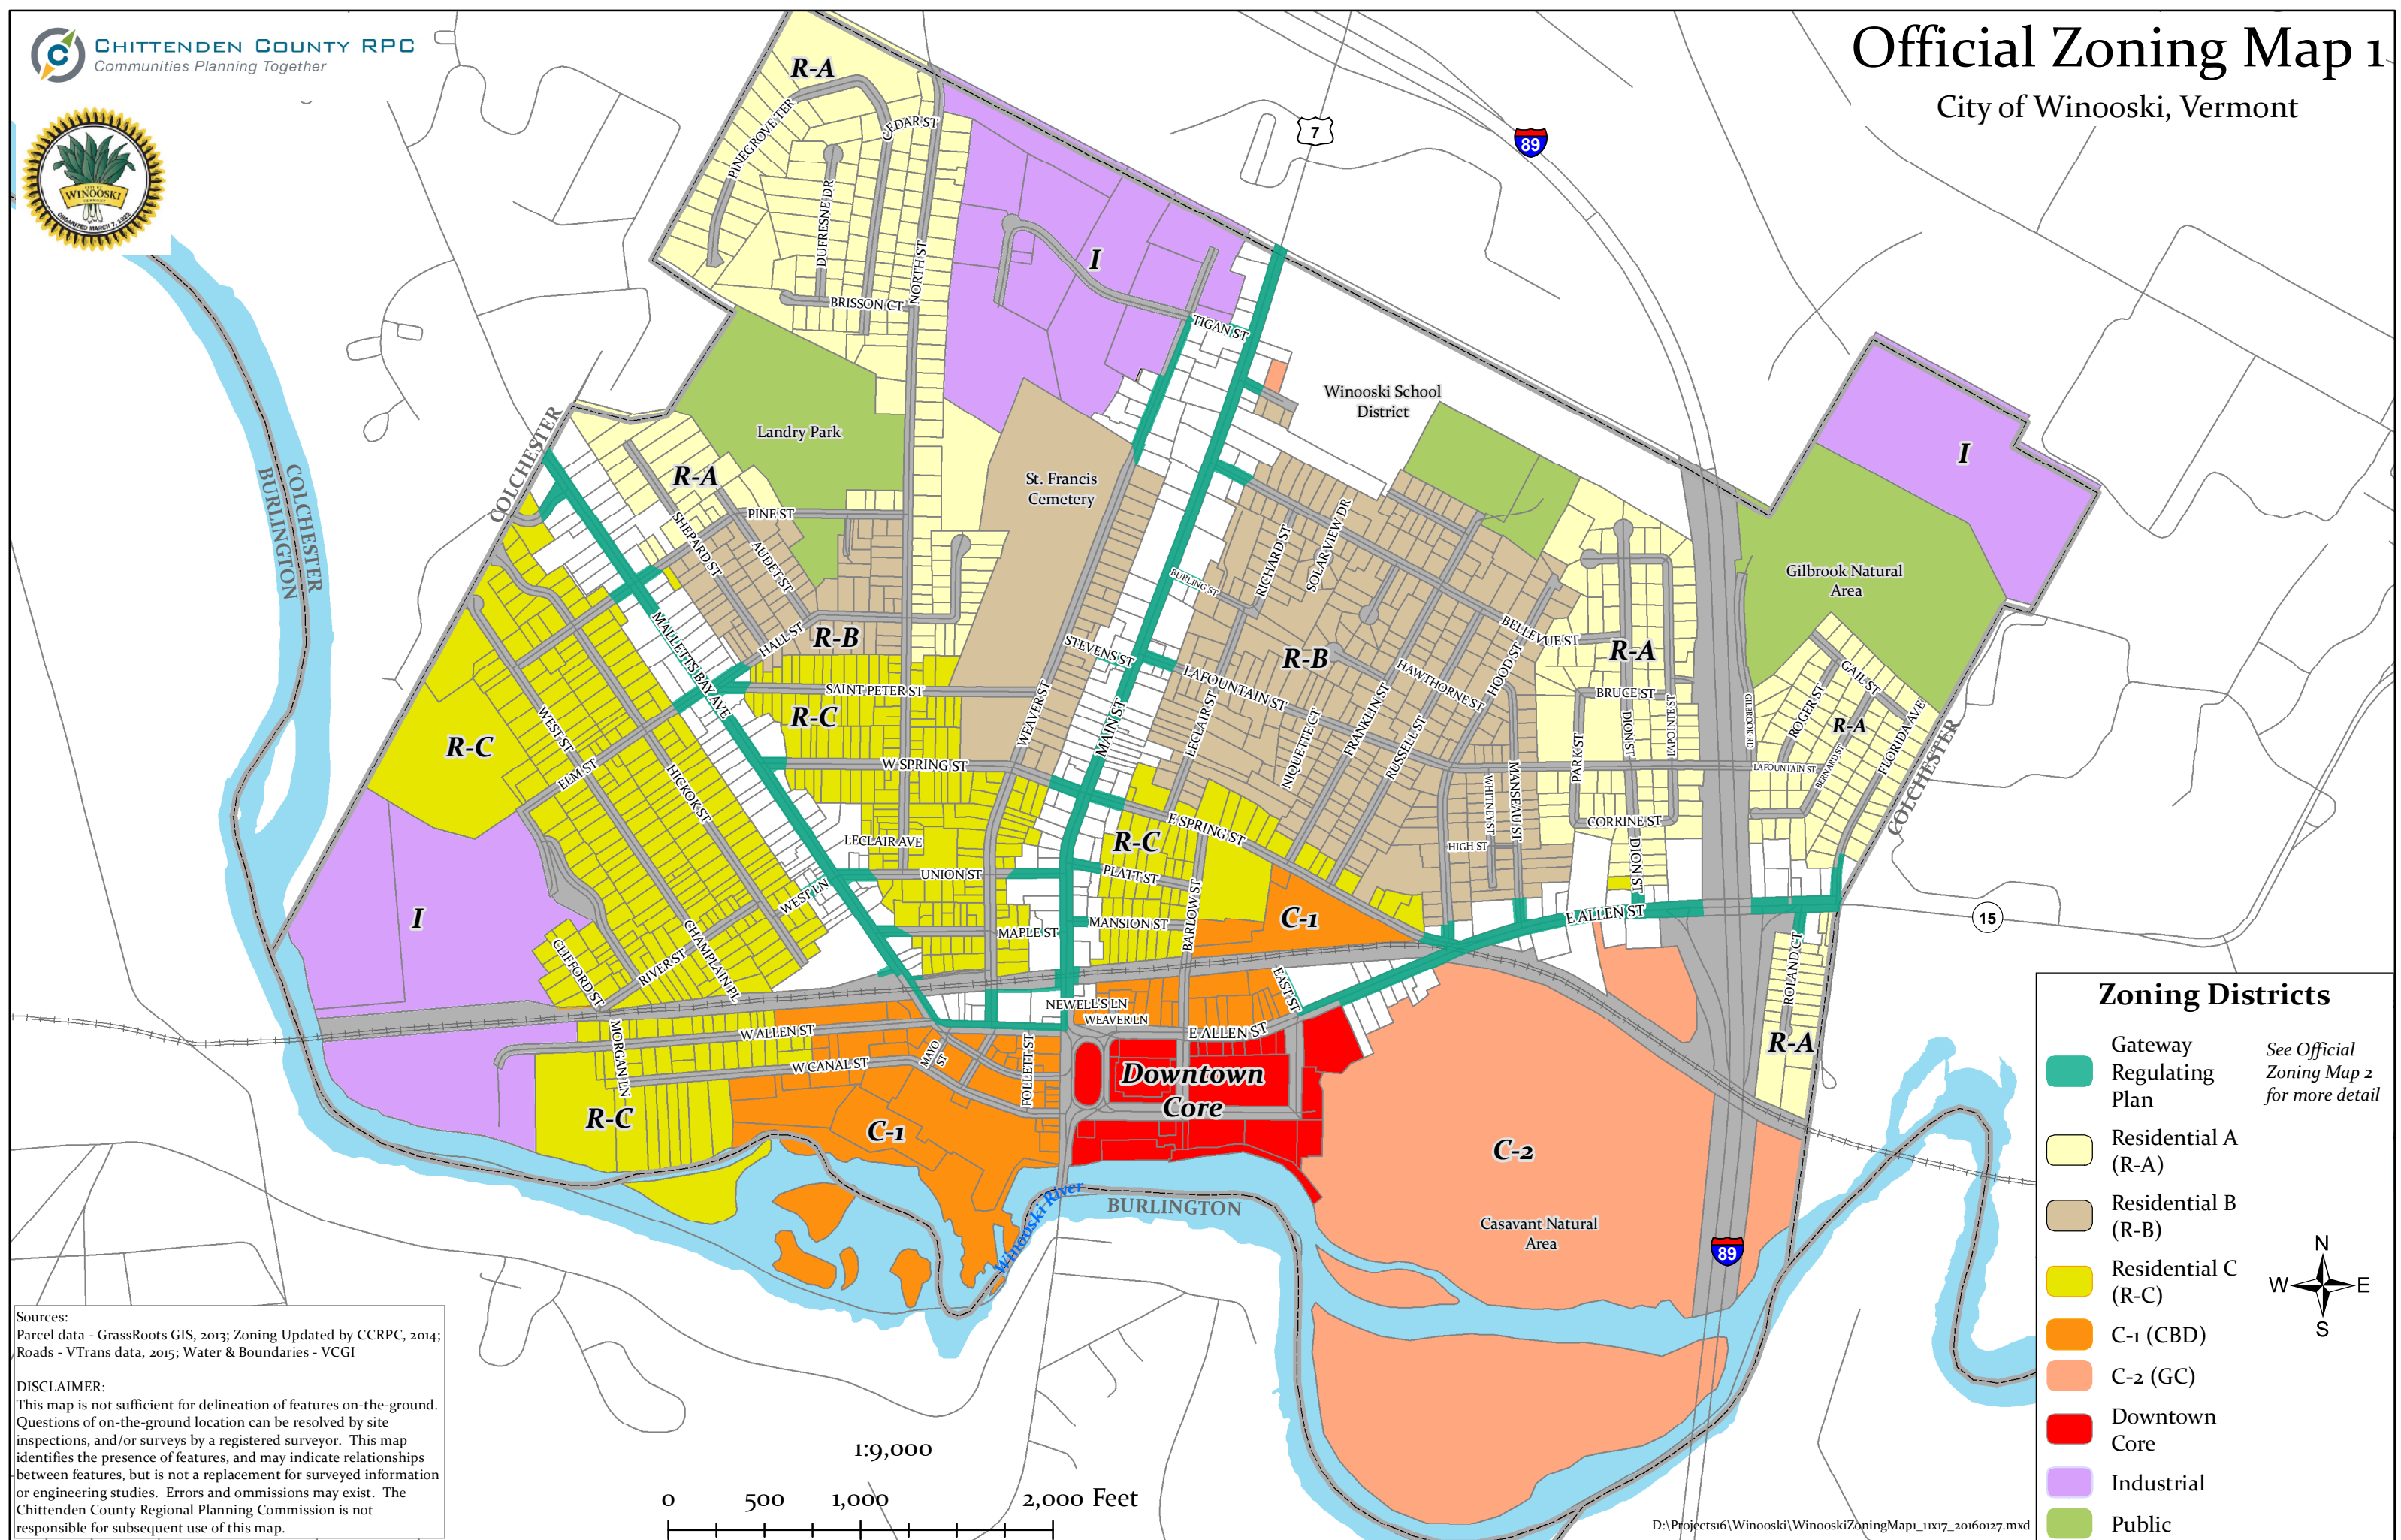 CHITTENDEN COUNTY RPC
Communities Planning Together
Official Zoning Map 1
City of Winooski, Vermont
WINOOSKI
7
89
R-A
PINEGROVE TER
CEDAR ST
DUFRESNE DR
NORTH ST
BRISSON CT
I
TIGAN ST
Winooski School
District
Landry Park
St. Francis
Cemetery
COLCHESTER
COLCHESTER
BURLINGTON
R-A
PINE ST
SHEPARD ST
AUDET ST
HALL ST
R-B
MALLETTS BAY AVE
SAINT PETER ST
R-C
W SPRING ST
WEAVER ST
STEVENS ST
MAIN ST
BURLING ST
RICHARD ST
SOLAR VIEW DR
R-B
LAFOUNTAIN ST
LECLAIR ST
NIQUETTE CT
FRANKLIN ST
RUSSELL ST
HAWTHORNE ST
HOOD ST
BELLEVUE ST
R-A
BRUCE ST
DION ST
LAPOINTE ST
PARK ST
CORRINE ST
DION ST
WHITNEY ST
MANSEAU ST
HIGH ST
I
Gilbrook Natural
Area
GILBROOK RD
GAIL ST
ROGER ST
R-A
BERNARD ST
FLORIDA AVE
LAFOUNTAIN ST
COLCHESTER
R-C
WEST ST
ELM ST
HICKOK ST
LECLAIR AVE
UNION ST
WEST LN
MAPLE ST
R-C
E SPRING ST
PLATT ST
MANSION ST
BARLOW ST
C-1
E ALLEN ST
15
I
CLIFFORD ST
RIVER ST
CHAMPLAIN PL
MORGAN LN
W ALLEN ST
W CANAL ST
MAYO
ST
FOLLETT ST
NEWELL'S LN
WEAVER LN
E ALLEN ST
EAST ST
ROLAND CT
R-A
R-C
C-1
Downtown
Core
C-2
Casavant Natural
Area
Winooski River
BURLINGTON
89
Zoning Districts
Gateway
Regulating
Plan
See Official
Zoning Map 2
for more detail
Residential A
(R-A)
Residential B
(R-B)
Residential C
(R-C)
C-1 (CBD)
C-2 (GC)
Downtown
Core
Industrial
Public
N
W
E
S
Sources:
Parcel data - GrassRoots GIS, 2013; Zoning Updated by CCRPC, 2014;
Roads - VTrans data, 2015; Water & Boundaries - VCGI
DISCLAIMER:
This map is not sufficient for delineation of features on-the-ground.
Questions of on-the-ground location can be resolved by site
inspections, and/or surveys by a registered surveyor. This map
identifies the presence of features, and may indicate relationships
between features, but is not a replacement for surveyed information
or engineering studies. Errors and ommissions may exist. The
Chittenden County Regional Planning Commission is not
responsible for subsequent use of this map.
1:9,000
0 500 1,000 2,000 Feet
D:\Projects16\Winooski\WinooskiZoningMap1_11x17_20160127.mxd